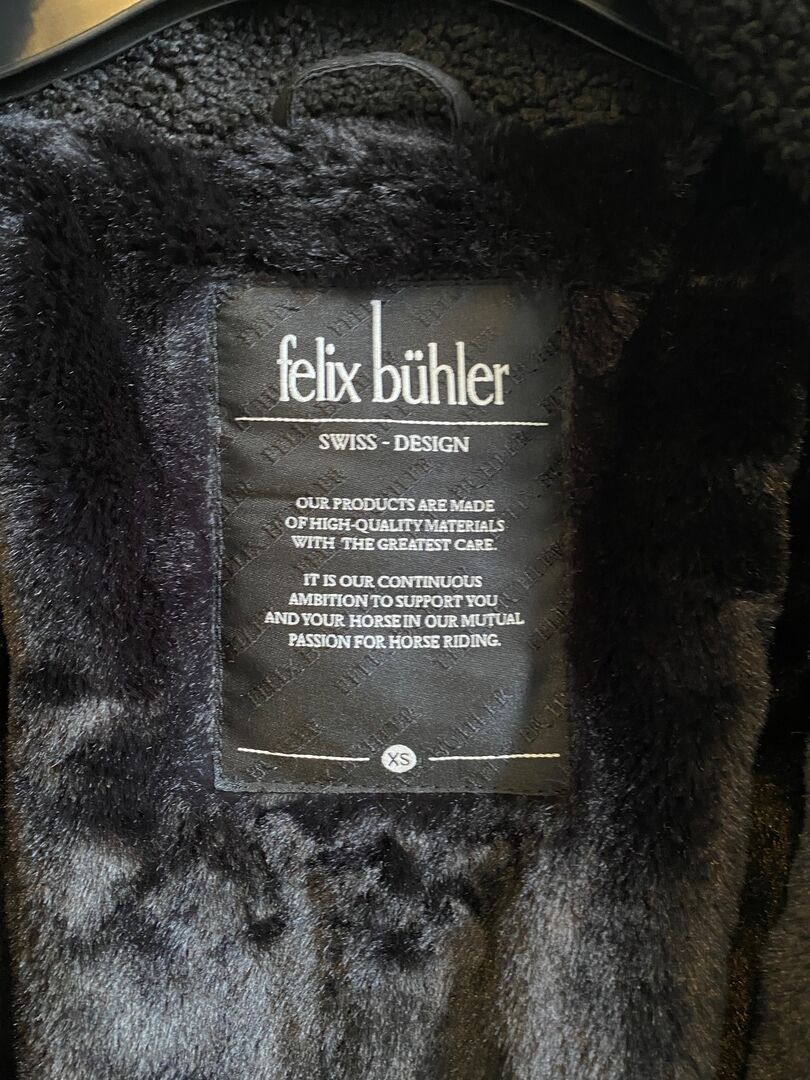 felix bühler
SWISS - DESIGN
OUR PRODUCTS ARE MADE
OF HIGH-QUALITY MATERIALS
WITH THE GREATEST CARE.
IT IS OUR CONTINUOUS
AMBITION TO SUPPORT YOU
AND YOUR HORSE IN OUR MUTUAL
PASSION FOR HORSE RIDING.
XS